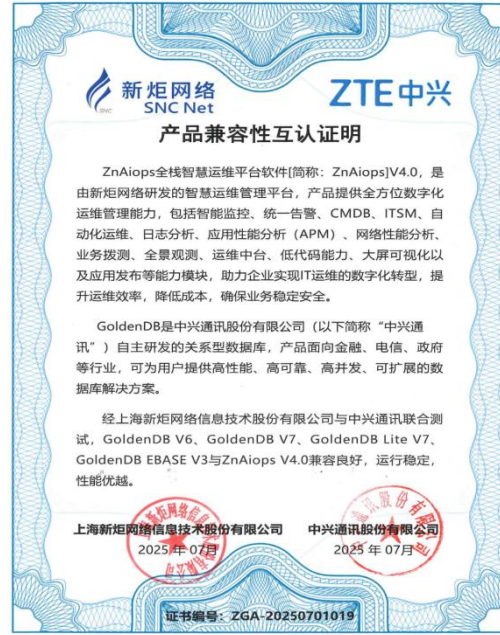 新炬网络
SNC Net
SNC
ZTE中兴
产品兼容性互认证明
ZnAiops全栈智慧运维平台软件[简称：ZnAiops]V4.0，是
由新炬网络研发的智慧运维管理平台，产品提供全方位数字化
运维管理能力，包括智能监控、统一告警、CMDB、ITSM、自
动化运维、日志分析、应用性能分析（APM）、网络性能分析、
业务拨测、全景观测、运维中台、低代码能力、大屏可视化以
及应用发布等能力模块，助力企业实现IT运维的数字化转型，提
升运维效率，降低成本，确保业务稳定安全。
GoldenDB是中兴通讯股份有限公司（以下简称“中兴通
讯”）自主研发的关系型数据库，产品面向金融、电信、政府
等行业，可为用户提供高性能、高可靠、高并发、可扩展的数
据库解决方案。
经上海新炬网络信息技术股份有限公司与中兴通讯联合测
试，GoldenDB V6、GoldenDB V7、GoldenDB Lite V7、
GoldenDB EBASE V3与ZnAiops V4.0兼容良好，运行稳定，
性能优越。
上海新炬网络信息技术股份有限公司
2025 年 07月
中兴通讯股份有限公司
2025 年 07月
证书编号：ZGA-20250701019